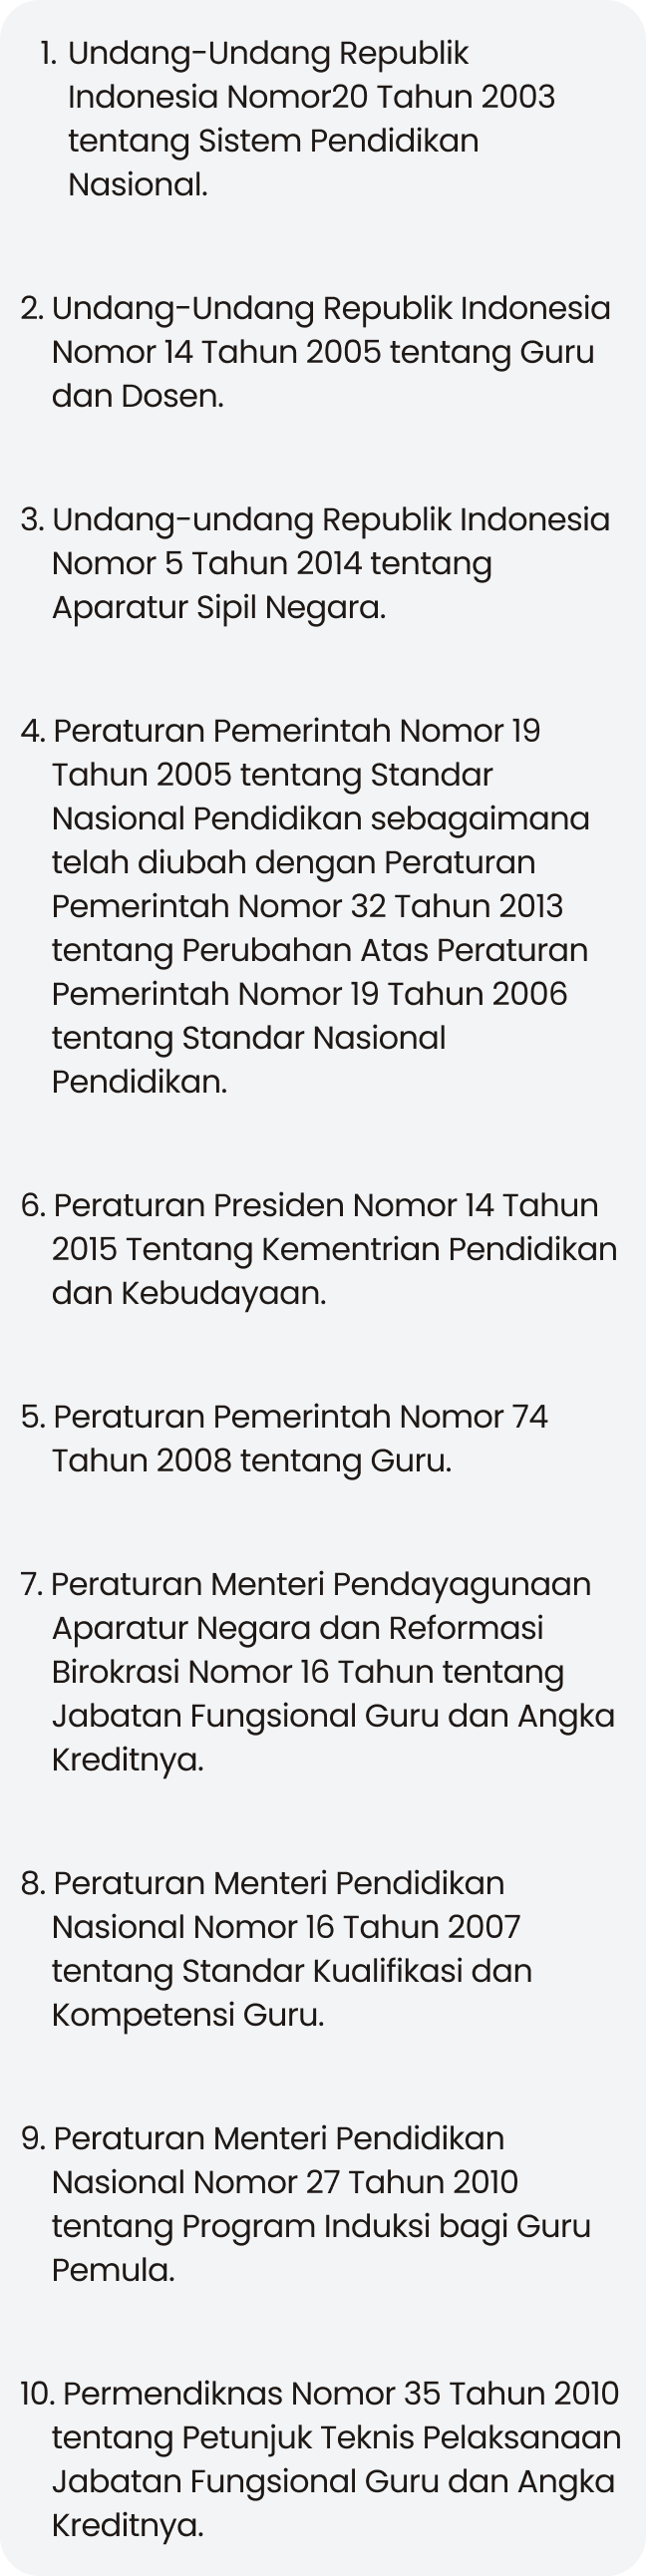 1. Undang-Undang Republik
Indonesia Nomor20 Tahun 2003
tentang Sistem Pendidikan
Nasional.
2. Undang-Undang Republik Indonesia
Nomor 14 Tahun 2005 tentang Guru
dan Dosen.
3. Undang-undang Republik Indonesia
Nomor 5 Tahun 2014 tentang
Aparatur Sipil Negara.
4. Peraturan Pemerintah Nomor 19
Tahun 2005 tentang Standar
Nasional Pendidikan sebagaimana
telah diubah dengan Peraturan
Pemerintah Nomor 32 Tahun 2013
tentang Perubahan Atas Peraturan
Pemerintah Nomor 19 Tahun 2006
tentang Standar Nasional
Pendidikan.
6. Peraturan Presiden Nomor 14 Tahun
2015 Tentang Kementrian Pendidikan
dan Kebudayaan.
5. Peraturan Pemerintah Nomor 74
Tahun 2008 tentang Guru.
7. Peraturan Menteri Pendayagunaan
Aparatur Negara dan Reformasi
Birokrasi Nomor 16 Tahun tentang
Jabatan Fungsional Guru dan Angka
Kreditnya.
8. Peraturan Menteri Pendidikan
Nasional Nomor 16 Tahun 2007
tentang Standar Kualifikasi dan
Kompetensi Guru.
9. Peraturan Menteri Pendidikan
Nasional Nomor 27 Tahun 2010
tentang Program Induksi bagi Guru
Pemula.
10. Permendiknas Nomor 35 Tahun 2010
tentang Petunjuk Teknis Pelaksanaan
Jabatan Fungsional Guru dan Angka
Kreditnya.